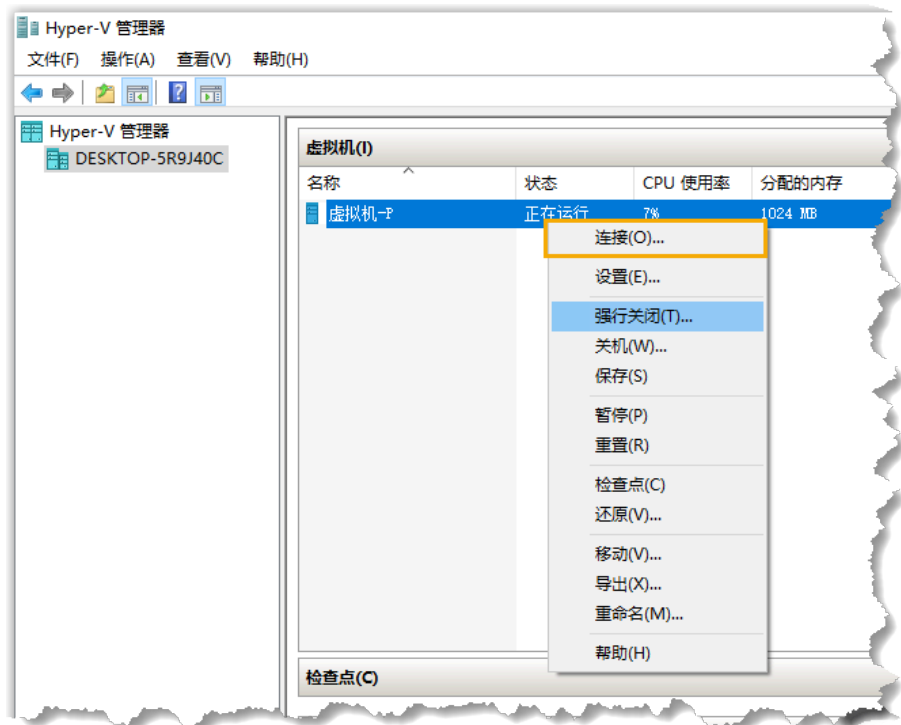 Hyper-V 管理器
文件(F) 操作(A) 查看(V) 帮助(H)
Hyper-V 管理器
DESKTOP-5R9J40C
虚拟机(I)
名称 状态 CPU 使用率 分配的内存
虚拟机-P 正在运行 7% 1024 MB
连接(O)...
设置(E)...
强行关闭(T)...
关机(W)...
保存(S)
暂停(P)
重置(R)
检查点(C)
还原(V)...
移动(V)...
导出(X)...
重命名(M)...
帮助(H)
检查点(C)